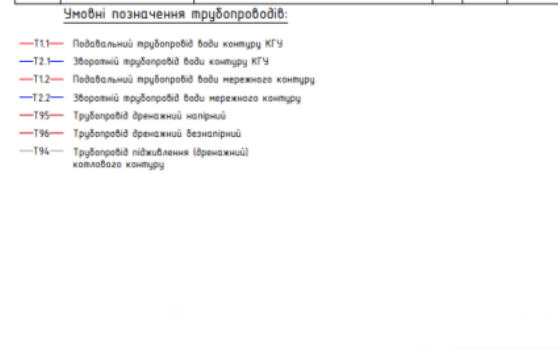 Умовні позначення трубопроводів:
Т1.1 Подавальний трубопровід води контуру КГУ
Т2.1 Зворотній трубопровід води контуру КГУ
Т1.2 Подавальний трубопровід води мережного контуру
Т2.2 Зворотній трубопровід води мережного контуру
Т95 Трубопровід дренажний напірний
Т96 Трубопровід дренажний безнапірний
Т94 Трубопровід підживлення (дренажний)
котлового контуру